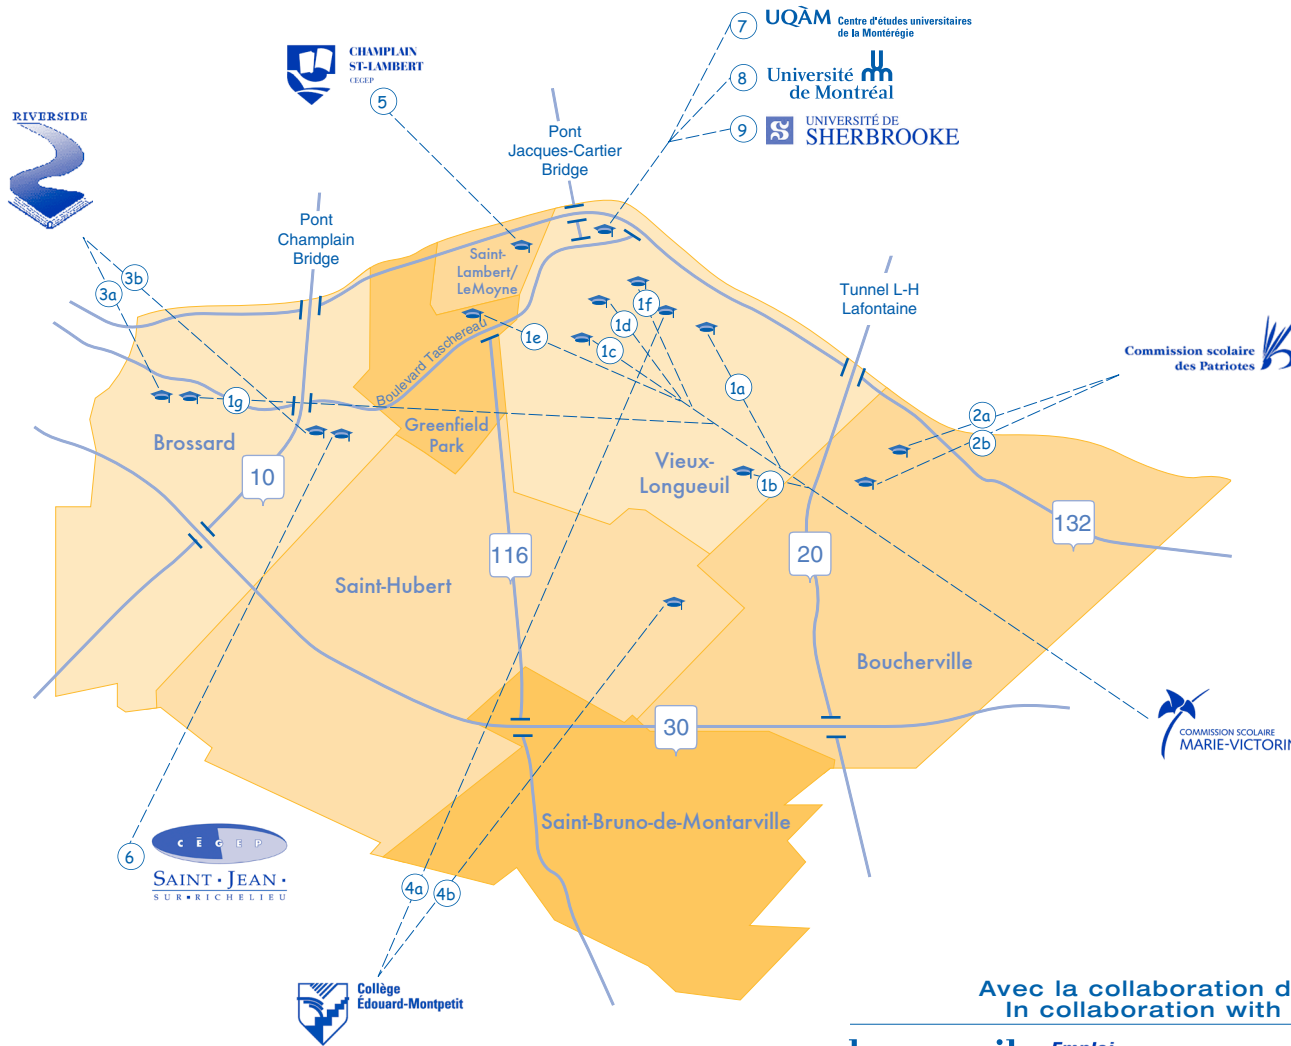 7
UQÀM Centre d'études universitaires
de la Montérégie
CHAMPLAIN
ST-LAMBERT
CEGEP
8
Université
de Montréal
5
RIVERSIDE
9
UNIVERSITÉ DE
SHERBROOKE
Pont
Jacques-Cartier
Bridge
Pont
Champlain
Bridge
Saint-
Lambert/
LeMoyne
3b
3a
1f
Tunnel L-H
Lafontaine
1d
1e
1c
Boulevard Taschereau
Commission scolaire
des Patriotes
1a
1g
2a
Greenfield
Park
2b
Brossard
Vieux-
Longueuil
10
1b
132
116
20
Saint-Hubert
Boucherville
30
COMMISSION SCOLAIRE
MARIE-VICTORIN
Saint-Bruno-de-Montarville
CÉGEP
6
SAINT·JEAN·
SUR·RICHELIEU
4a
4b
Collège
Édouard-Montpetit
Avec la collaboration d
In collaboration with
Emploi